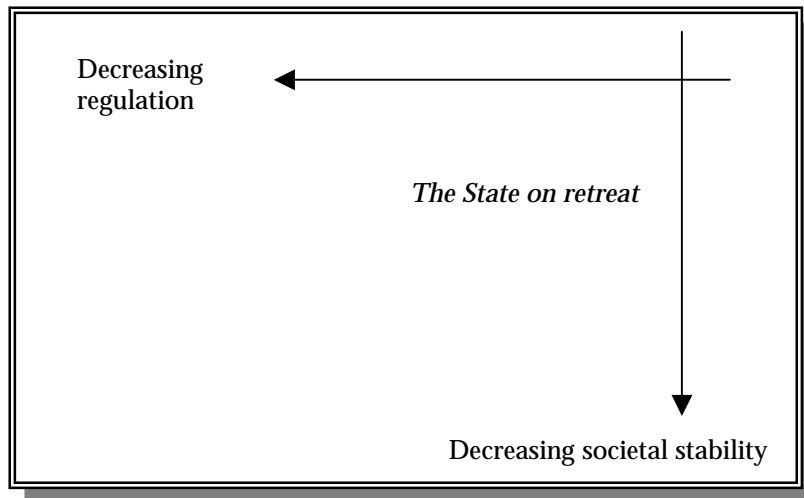 Decreasing
regulation
The State on retreat
Decreasing societal stability